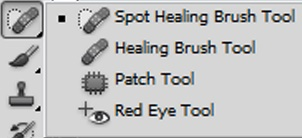 Spot Healing Brush Tool
Healing Brush Tool
Patch Tool
Red Eye Tool